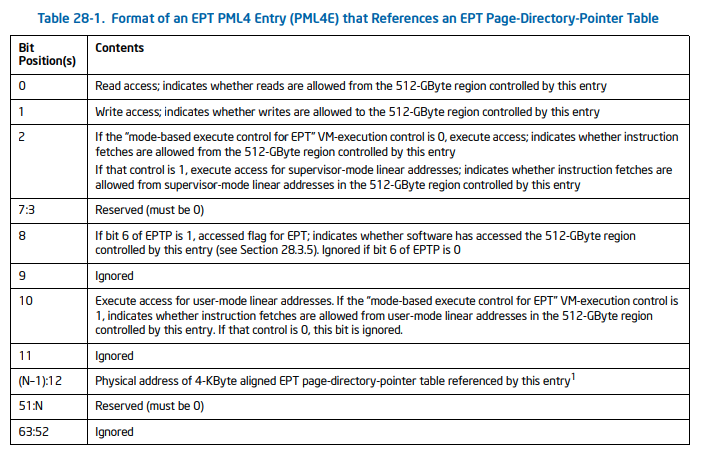 Table 28-1. Format of an EPT PML4 Entry (PML4E) that References an EPT Page-Directory-Pointer Table
Bit
Position(s)
Contents
0
Read access; indicates whether reads are allowed from the 512-GByte region controlled by this entry
1
Write access; indicates whether writes are allowed to the 512-GByte region controlled by this entry
2
If the “mode-based execute control for EPT” VM-execution control is 0, execute access; indicates whether instruction
fetches are allowed from the 512-GByte region controlled by this entry
If that control is 1, execute access for supervisor-mode linear addresses; indicates whether instruction fetches are
allowed from supervisor-mode linear addresses in the 512-GByte region controlled by this entry
7:3
Reserved (must be 0)
8
If bit 6 of EPTP is 1, accessed flag for EPT; indicates whether software has accessed the 512-GByte region
controlled by this entry (see Section 28.3.5). Ignored if bit 6 of EPTP is 0
9
Ignored
10
Execute access for user-mode linear addresses. If the “mode-based execute control for EPT” VM-execution control is
1, indicates whether instruction fetches are allowed from user-mode linear addresses in the 512-GByte region
controlled by this entry. If that control is 0, this bit is ignored.
11
Ignored
(N–1):12
Physical address of 4-KByte aligned EPT page-directory-pointer table referenced by this entry1
51:N
Reserved (must be 0)
63:52
Ignored